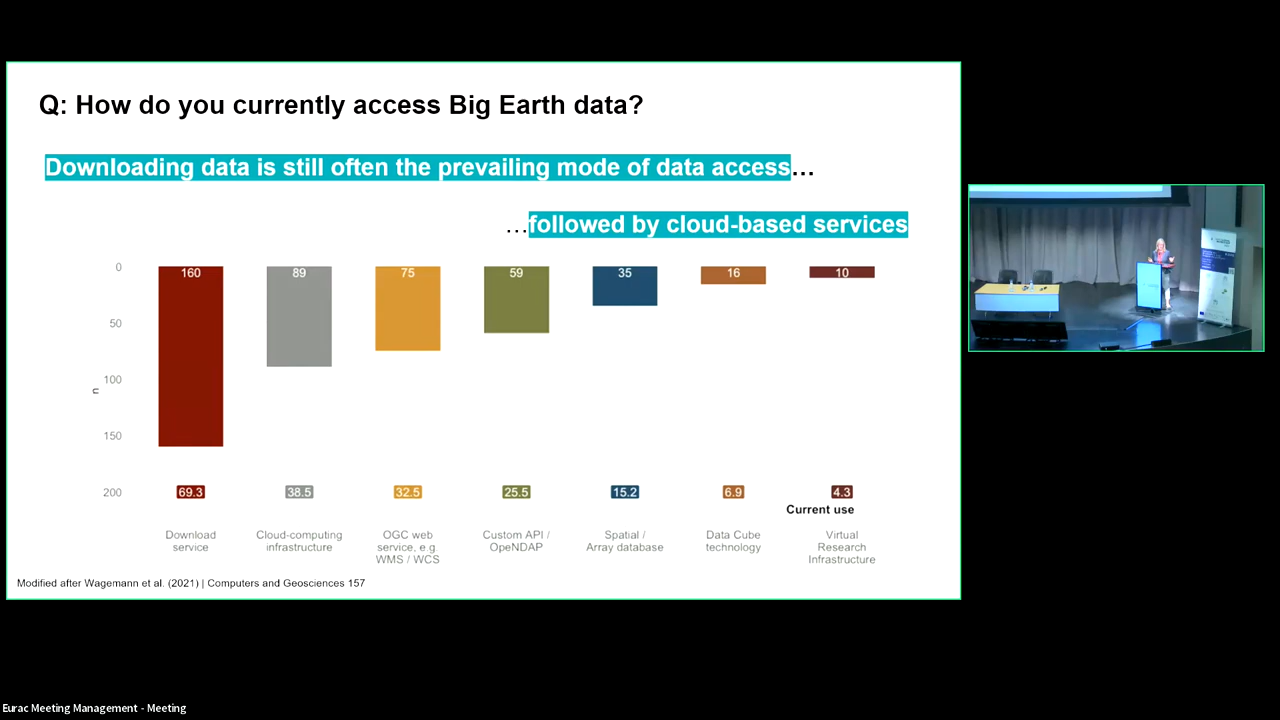 Q: How do you currently access Big Earth data?
Downloading data is still often the prevailing mode of data access…
…followed by cloud-based services
0
50
100
150
200
n
160
89
75
59
35
16
10
69.3
38.5
32.5
25.5
15.2
6.9
4.3
Current use
Download
service
Cloud-computing
infrastructure
OGC web
service, e.g.
WMS / WCS
Custom API /
OpeNDAP
Spatial /
Array database
Data Cube
technology
Virtual
Research
Infrastructure
Modified after Wagemann et al. (2021) | Computers and Geosciences 157
Eurac Meeting Management - Meeting